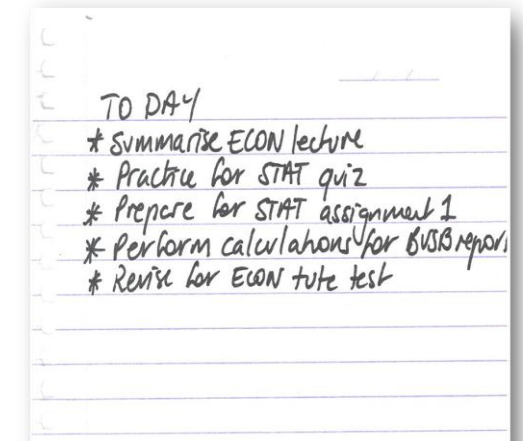 TO DAY
* Summarise ECON lecture
* Practice for STAT quiz
* Prepare for STAT assignment 1
* Perform calculations for BUSB report
* Revise for ECON tute test